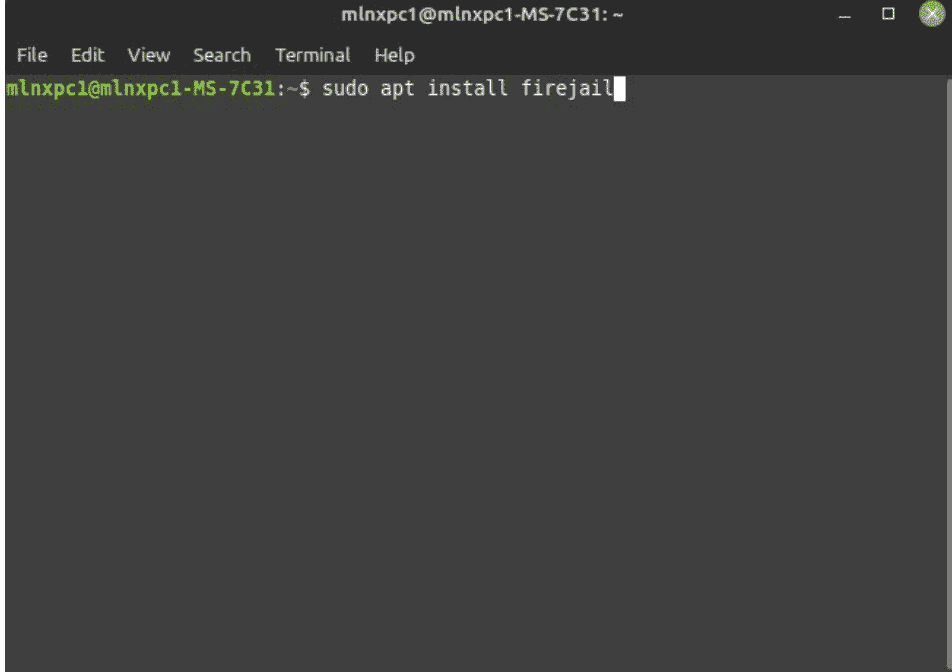 mlnxpc1@mlnxpc1-MS-7C31: ~
File Edit View Search Terminal Help
mlnxpc1@mlnxpc1-MS-7C31:~$ sudo apt install firejail